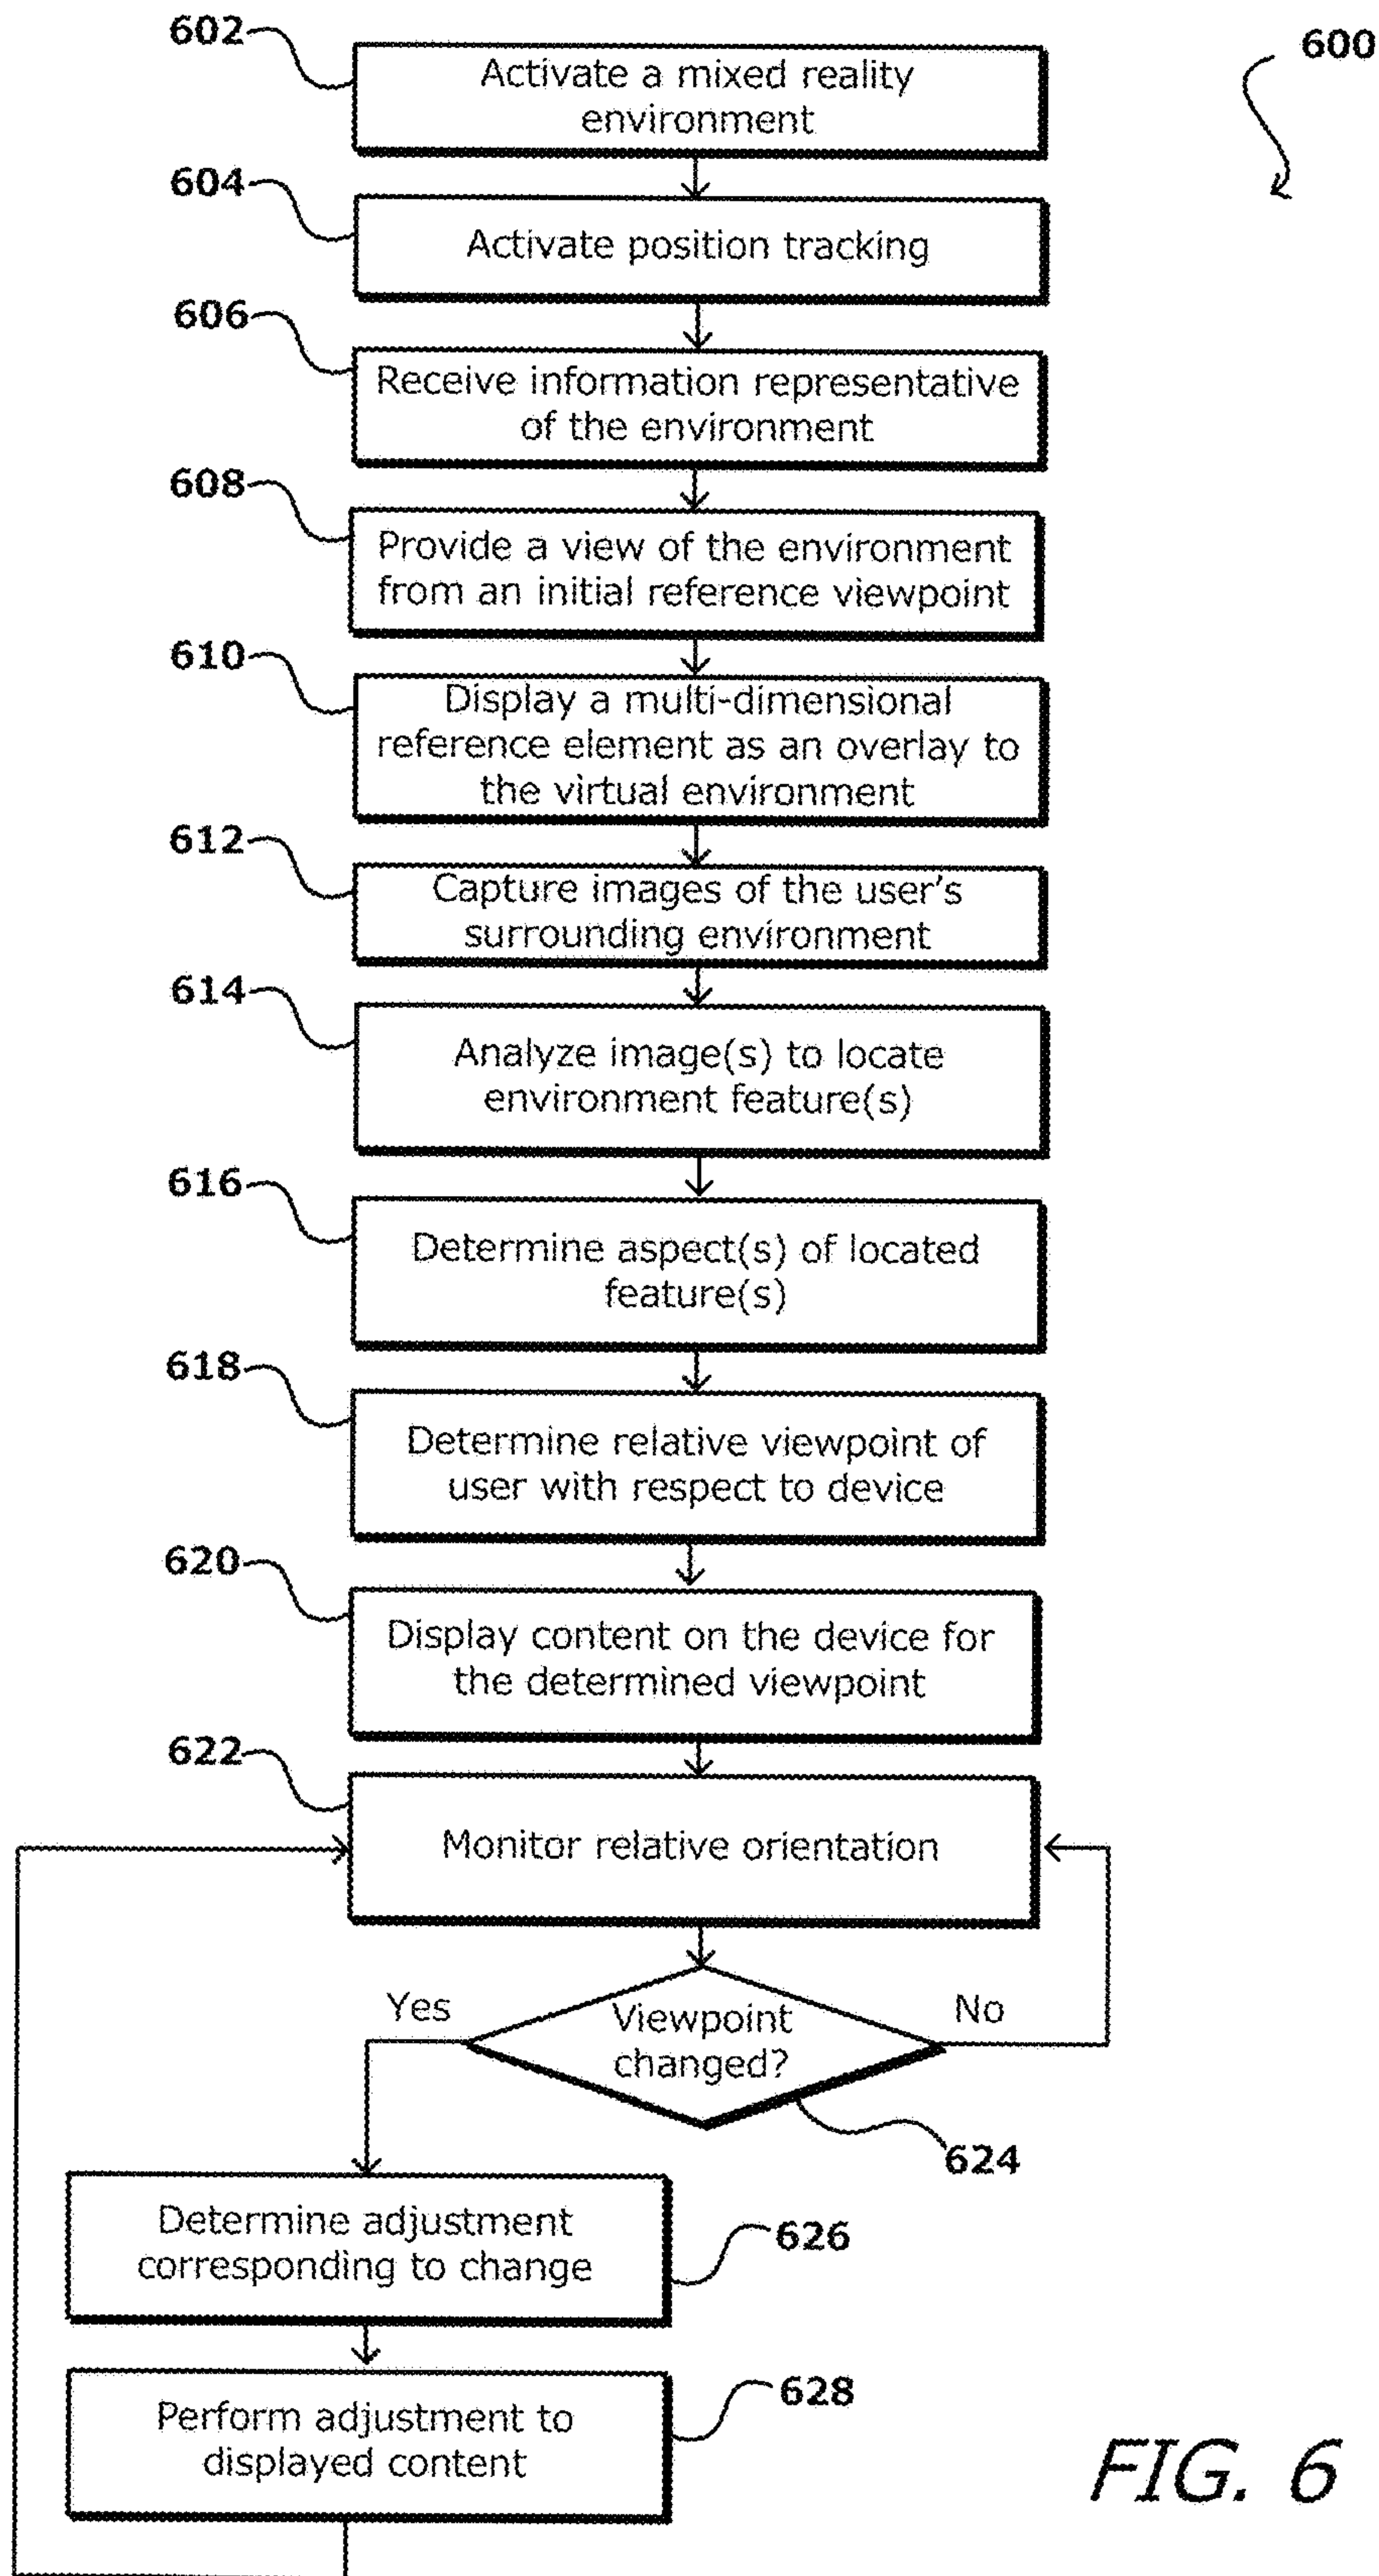 602
600
Activate a mixed reality
environment
604
Activate position tracking
606
Receive information representative
of the environment
608
Provide a view of the environment
from an initial reference viewpoint
610
Display a multi-dimensional
reference element as an overlay to
the virtual environment
612
Capture images of the user's
surrounding environment
614
Analyze image(s) to locate
environment feature(s)
616
Determine aspect(s) of located
feature(s)
618
Determine relative viewpoint of
user with respect to device
620
Display content on the device for
the determined viewpoint
622
Monitor relative orientation
Yes
Viewpoint
changed?
No
624
Determine adjustment
corresponding to change
626
Perform adjustment to
displayed content
628
FIG. 6